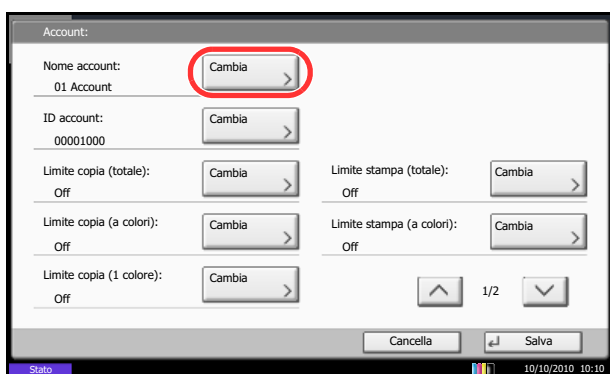 Account:
Nome account:
Cambia
01 Account
ID account:
Cambia
00001000
Limite copia (totale):
Cambia
Off
Limite stampa (totale):
Cambia
Off
Limite copia (a colori):
Cambia
Off
Limite stampa (a colori):
Cambia
Off
Limite copia (1 colore):
Cambia
Off
1/2
Cancella
Salva
Stato
10/10/2010 10:10